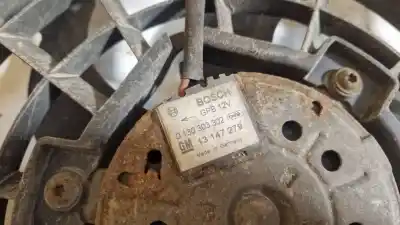 BOSCH
GPB 12V
0 130 303 302
GM 13 147 279
Made in Germany